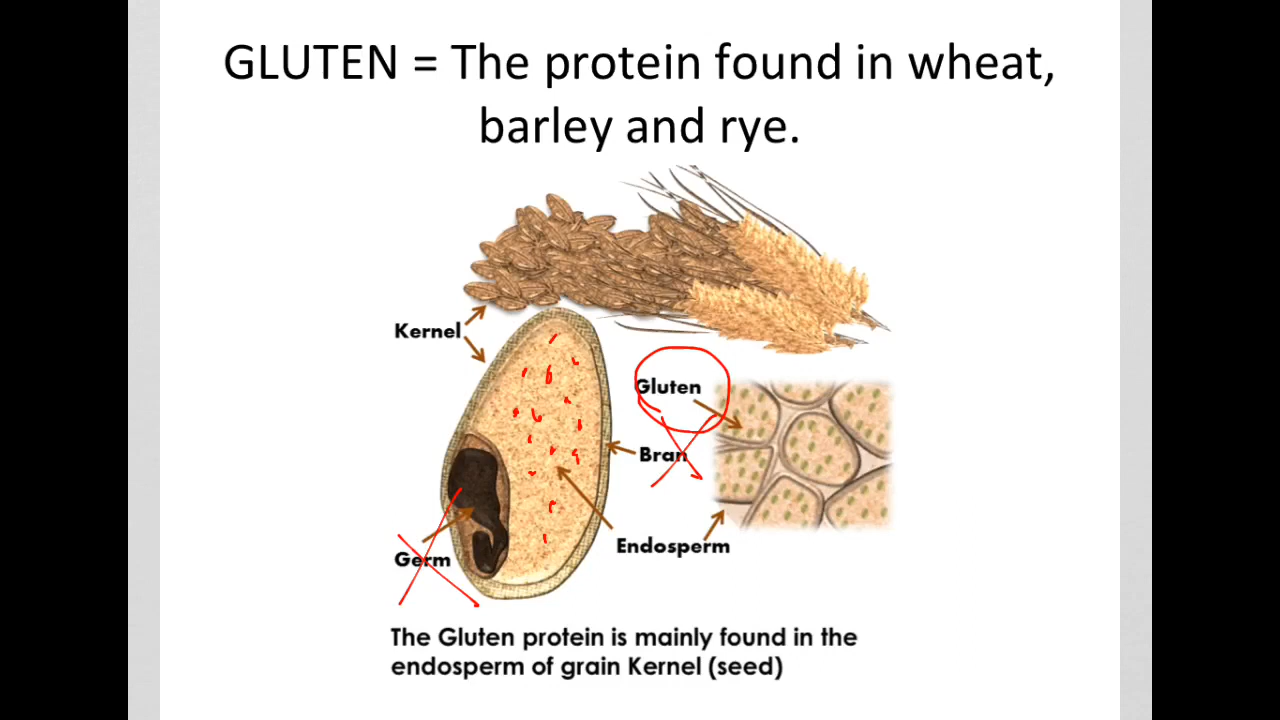 GLUTEN = The protein found in wheat,
barley and rye.
Kernel
Gluten
Bran
Endosperm
Germ
The Gluten protein is mainly found in the
endosperm of grain Kernel (seed)